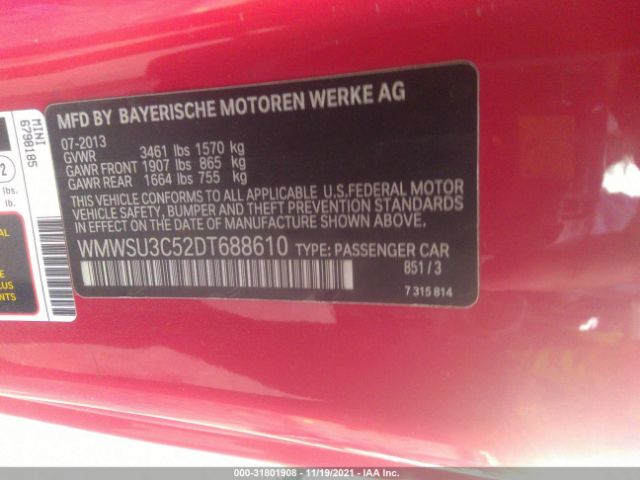 MFD BY BAYERISCHE MOTOREN WERKE AG
07-2013
GVWR 3461 lbs 1570 kg
GAWR FRONT 1907 lbs 865 kg
GAWR REAR 1664 lbs 755 kg
THIS VEHICLE CONFORMS TO ALL APPLICABLE U.S.FEDERAL MOTOR
VEHICLE SAFETY, BUMPER AND THEFT PREVENTION STANDARDS
IN EFFECT ON THE DATE OF MANUFACTURE SHOWN ABOVE.
WMWSU3C52DT688610 TYPE: PASSENGER CAR
851/3
7 315 814
MINI
6798185
2
lbs.
lb.
000-31801908 - 11/19/2021 - IAA Inc.